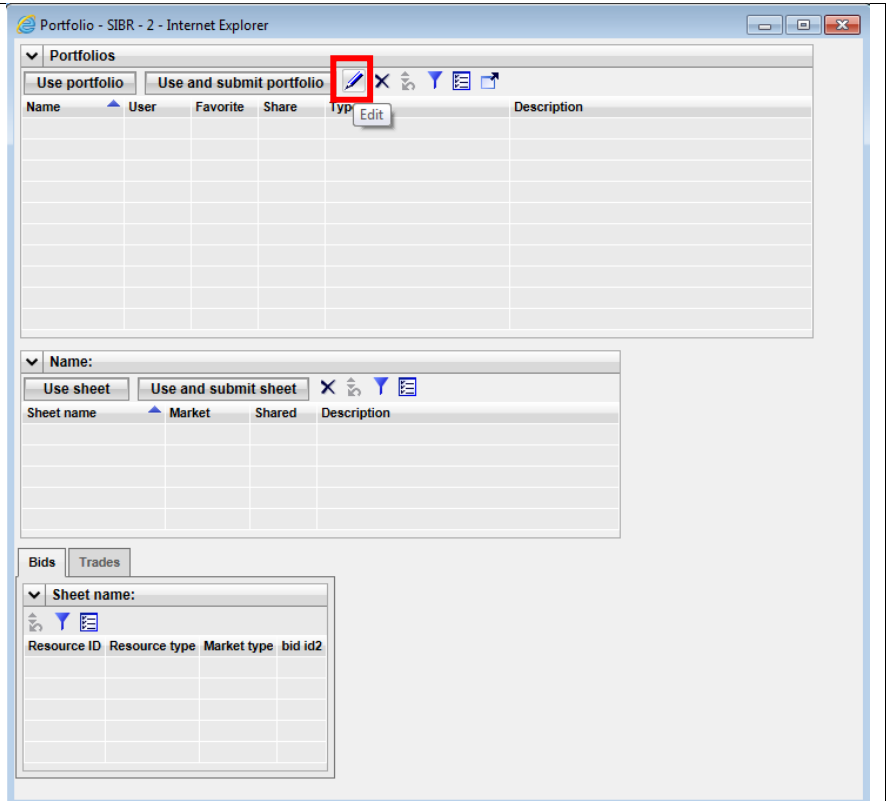 Portfolio - SIBR - 2 - Internet Explorer
Portfolios
Use portfolio Use and submit portfolio
Edit
Name User Favorite Share Description
Name:
Use sheet Use and submit sheet
Sheet name Market Shared Description
Bids Trades
Sheet name:
Resource ID Resource type Market type bid id2